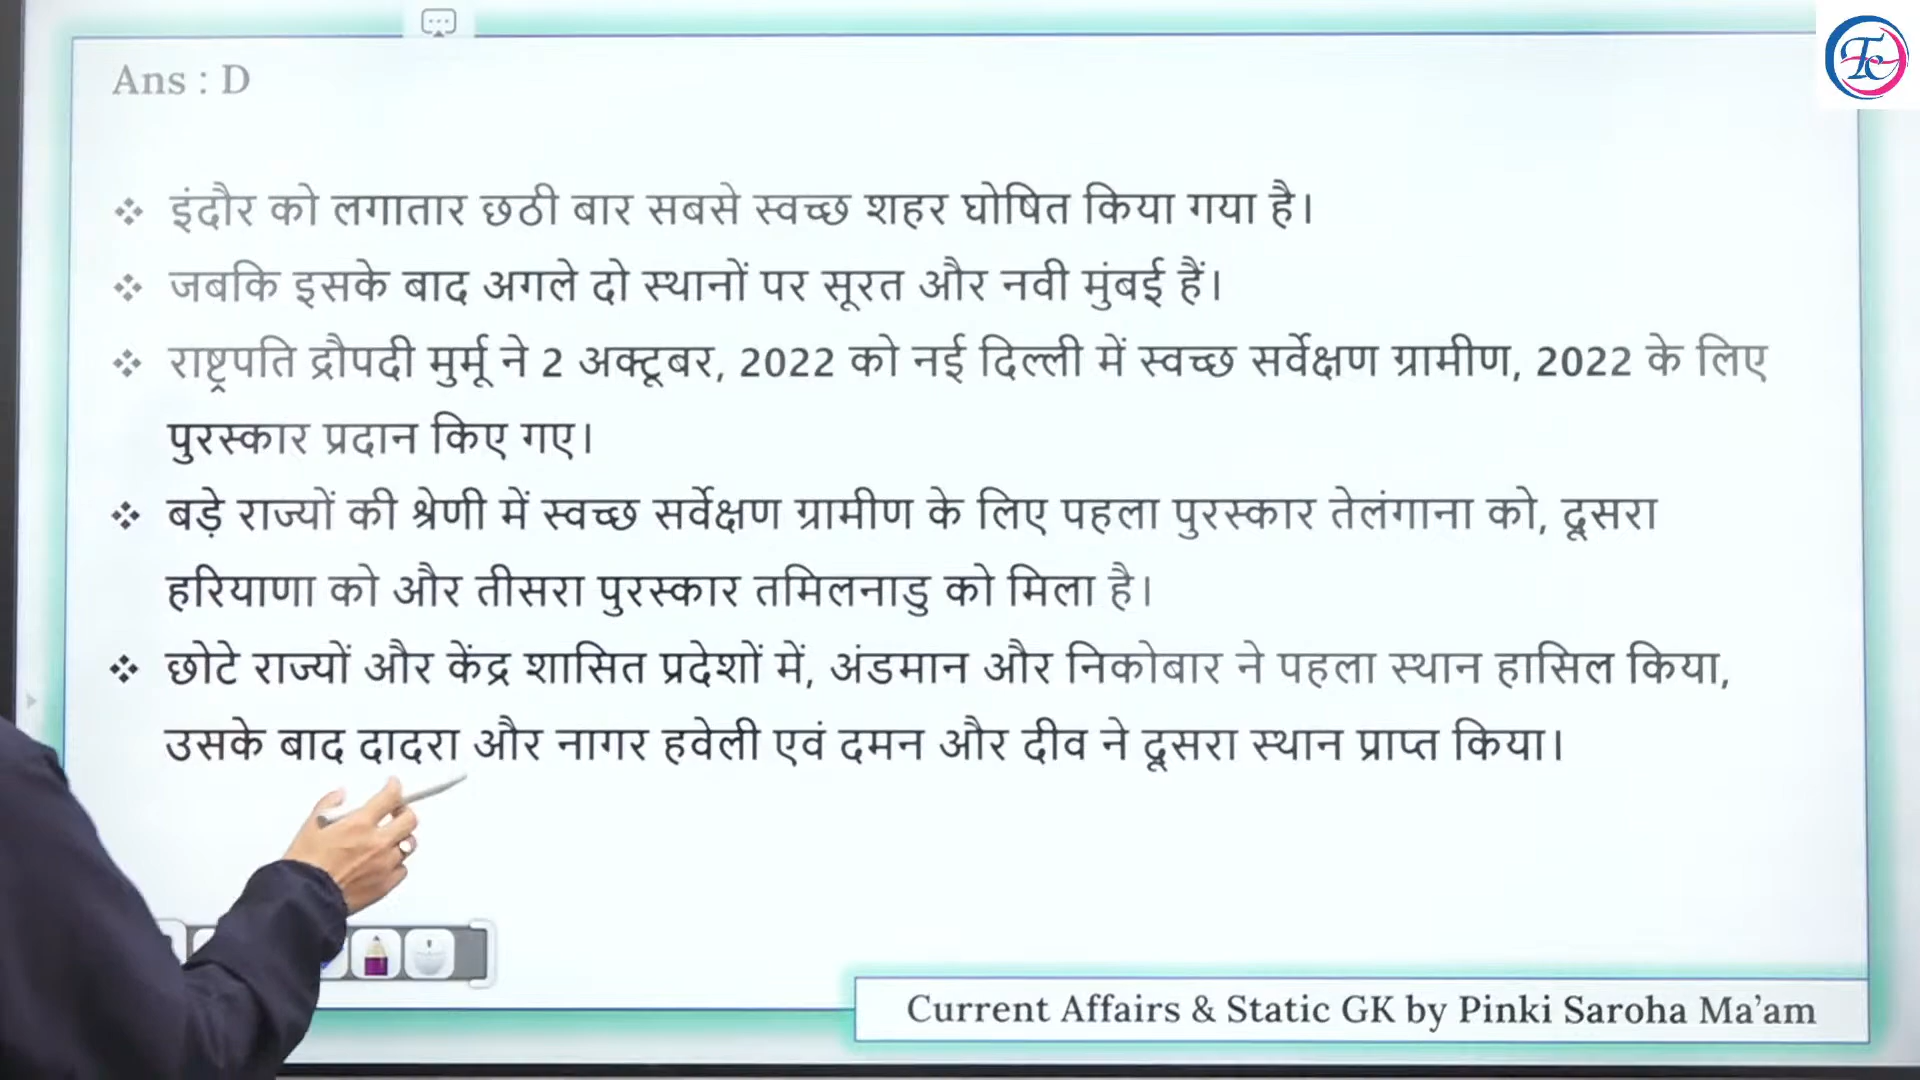 Ans : D
❖ इंदौर को लगातार छठी बार सबसे स्वच्छ शहर घोषित किया गया है।
❖ जबकि इसके बाद अगले दो स्थानों पर सूरत और नवी मुंबई हैं।
❖ राष्ट्रपति द्रौपदी मुर्मू ने 2 अक्टूबर, 2022 को नई दिल्ली में स्वच्छ सर्वेक्षण ग्रामीण, 2022 के लिए
पुरस्कार प्रदान किए गए।
❖ बड़े राज्यों की श्रेणी में स्वच्छ सर्वेक्षण ग्रामीण के लिए पहला पुरस्कार तेलंगाना को, दूसरा
हरियाणा को और तीसरा पुरस्कार तमिलनाडु को मिला है।
❖ छोटे राज्यों और केंद्र शासित प्रदेशों में, अंडमान और निकोबार ने पहला स्थान हासिल किया,
उसके बाद दादरा और नागर हवेली एवं दमन और दीव ने दूसरा स्थान प्राप्त किया।
Current Affairs & Static GK by Pinki Saroha Ma’am
Tc